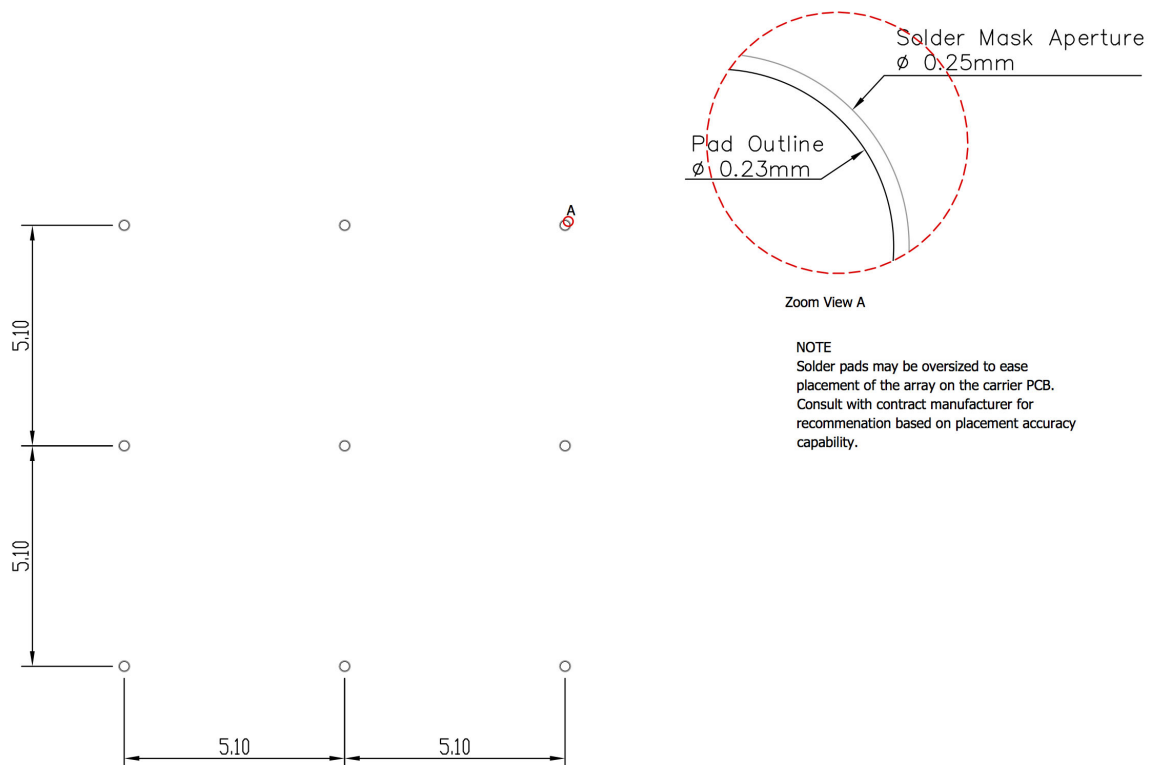 Solder Mask Aperture
ø 0.25mm
Pad Outline
ø 0.23mm
A
5.10
5.10
5.10
5.10
Zoom View A
NOTE
Solder pads may be oversized to ease
placement of the array on the carrier PCB.
Consult with contract manufacturer for
recommenation based on placement accuracy
capability.